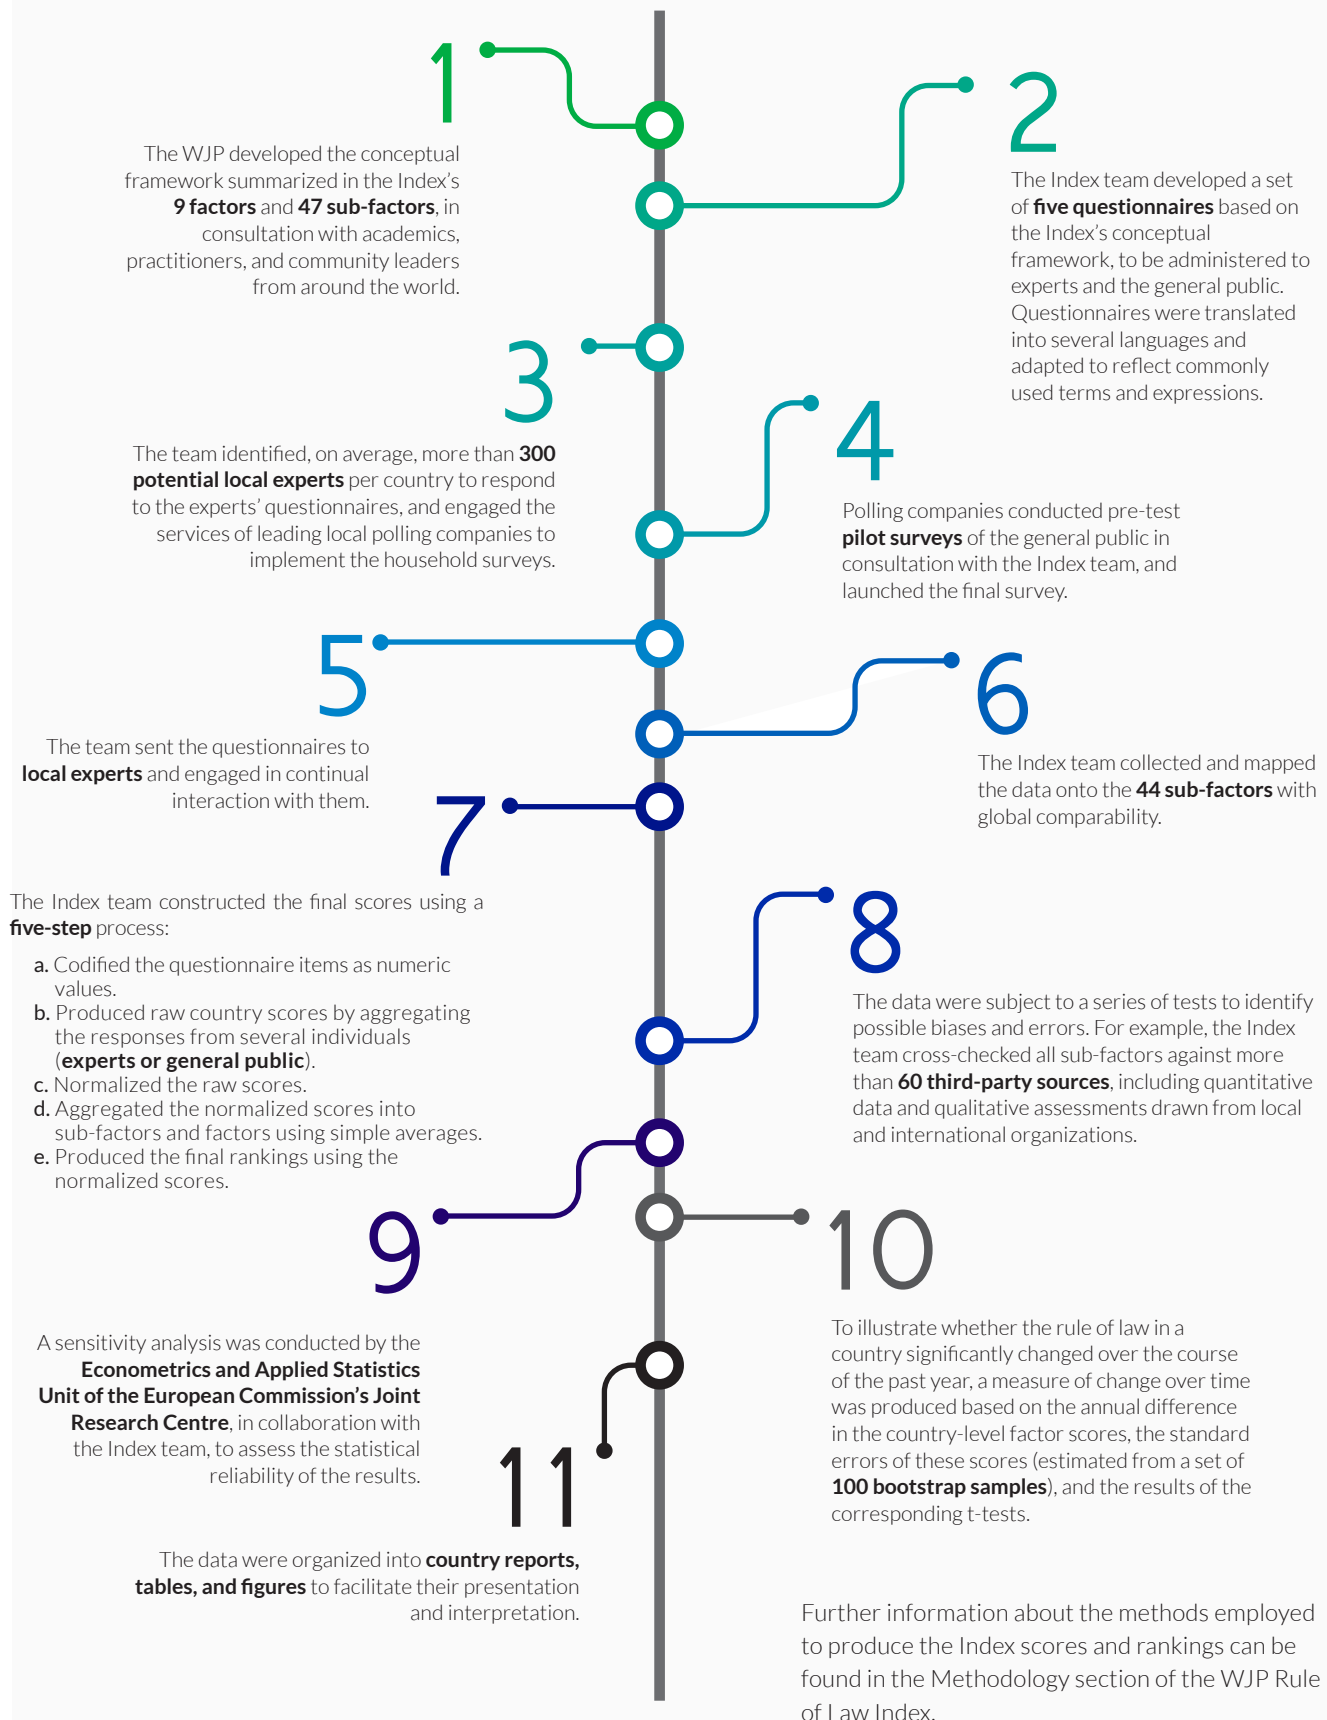 1
The WJP developed the conceptual
framework summarized in the Index's
9 factors and 47 sub-factors, in
consultation with academics,
practitioners, and community leaders
from around the world.
2
The Index team developed a set
of five questionnaires based on
the Index's conceptual
framework, to be administered to
experts and the general public.
Questionnaires were translated
into several languages and
adapted to reflect commonly
used terms and expressions.
3
The team identified, on average, more than 300
potential local experts per country to respond
to the experts' questionnaires, and engaged the
services of leading local polling companies to
implement the household surveys.
4
Polling companies conducted pre-test
pilot surveys of the general public in
consultation with the Index team, and
launched the final survey.
5
The team sent the questionnaires to
local experts and engaged in continual
interaction with them.
6
The Index team collected and mapped
the data onto the 44 sub-factors with
global comparability.
7
The Index team constructed the final scores using a
five-step process:
a. Codified the questionnaire items as numeric
values.
b. Produced raw country scores by aggregating
the responses from several individuals
(experts or general public).
c. Normalized the raw scores.
d. Aggregated the normalized scores into
sub-factors and factors using simple averages.
e. Produced the final rankings using the
normalized scores.
8
The data were subject to a series of tests to identify
possible biases and errors. For example, the Index
team cross-checked all sub-factors against more
than 60 third-party sources, including quantitative
data and qualitative assessments drawn from local
and international organizations.
9
A sensitivity analysis was conducted by the
Econometrics and Applied Statistics
Unit of the European Commission's Joint
Research Centre, in collaboration with
the Index team, to assess the statistical
reliability of the results.
10
To illustrate whether the rule of law in a
country significantly changed over the course
of the past year, a measure of change over time
was produced based on the annual difference
in the country-level factor scores, the standard
errors of these scores (estimated from a set of
100 bootstrap samples), and the results of the
corresponding t-tests.
11
The data were organized into country reports,
tables, and figures to facilitate their presentation
and interpretation.
Further information about the methods employed
to produce the Index scores and rankings can be
found in the Methodology section of the WJP Rule
of Law Index.